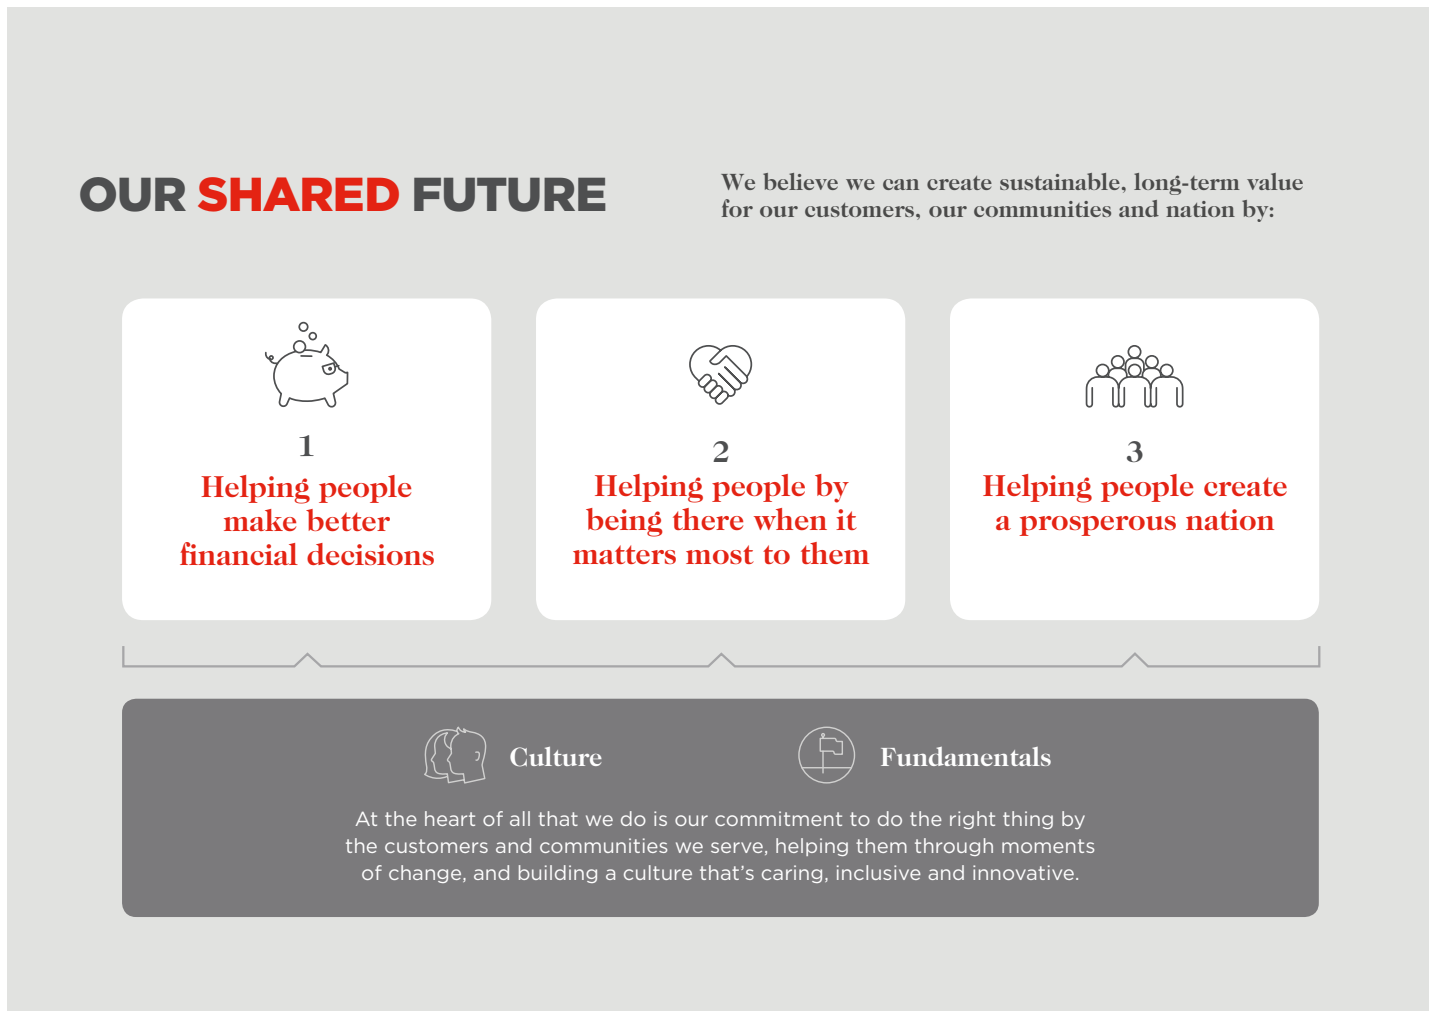 OUR SHARED FUTURE
We believe we can create sustainable, long-term value
for our customers, our communities and nation by:
1
Helping people
make better
financial decisions
2
Helping people by
being there when it
matters most to them
3
Helping people create
a prosperous nation
Culture
Fundamentals
At the heart of all that we do is our commitment to do the right thing by
the customers and communities we serve, helping them through moments
of change, and building a culture that’s caring, inclusive and innovative.